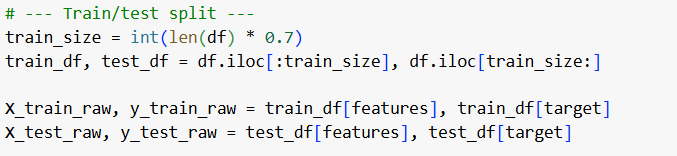 # --- Train/test split ---
train_size = int(len(df) * 0.7)
train_df, test_df = df.iloc[:train_size], df.iloc[train_size:]
X_train_raw, y_train_raw = train_df[features], train_df[target]
X_test_raw, y_test_raw = test_df[features], test_df[target]